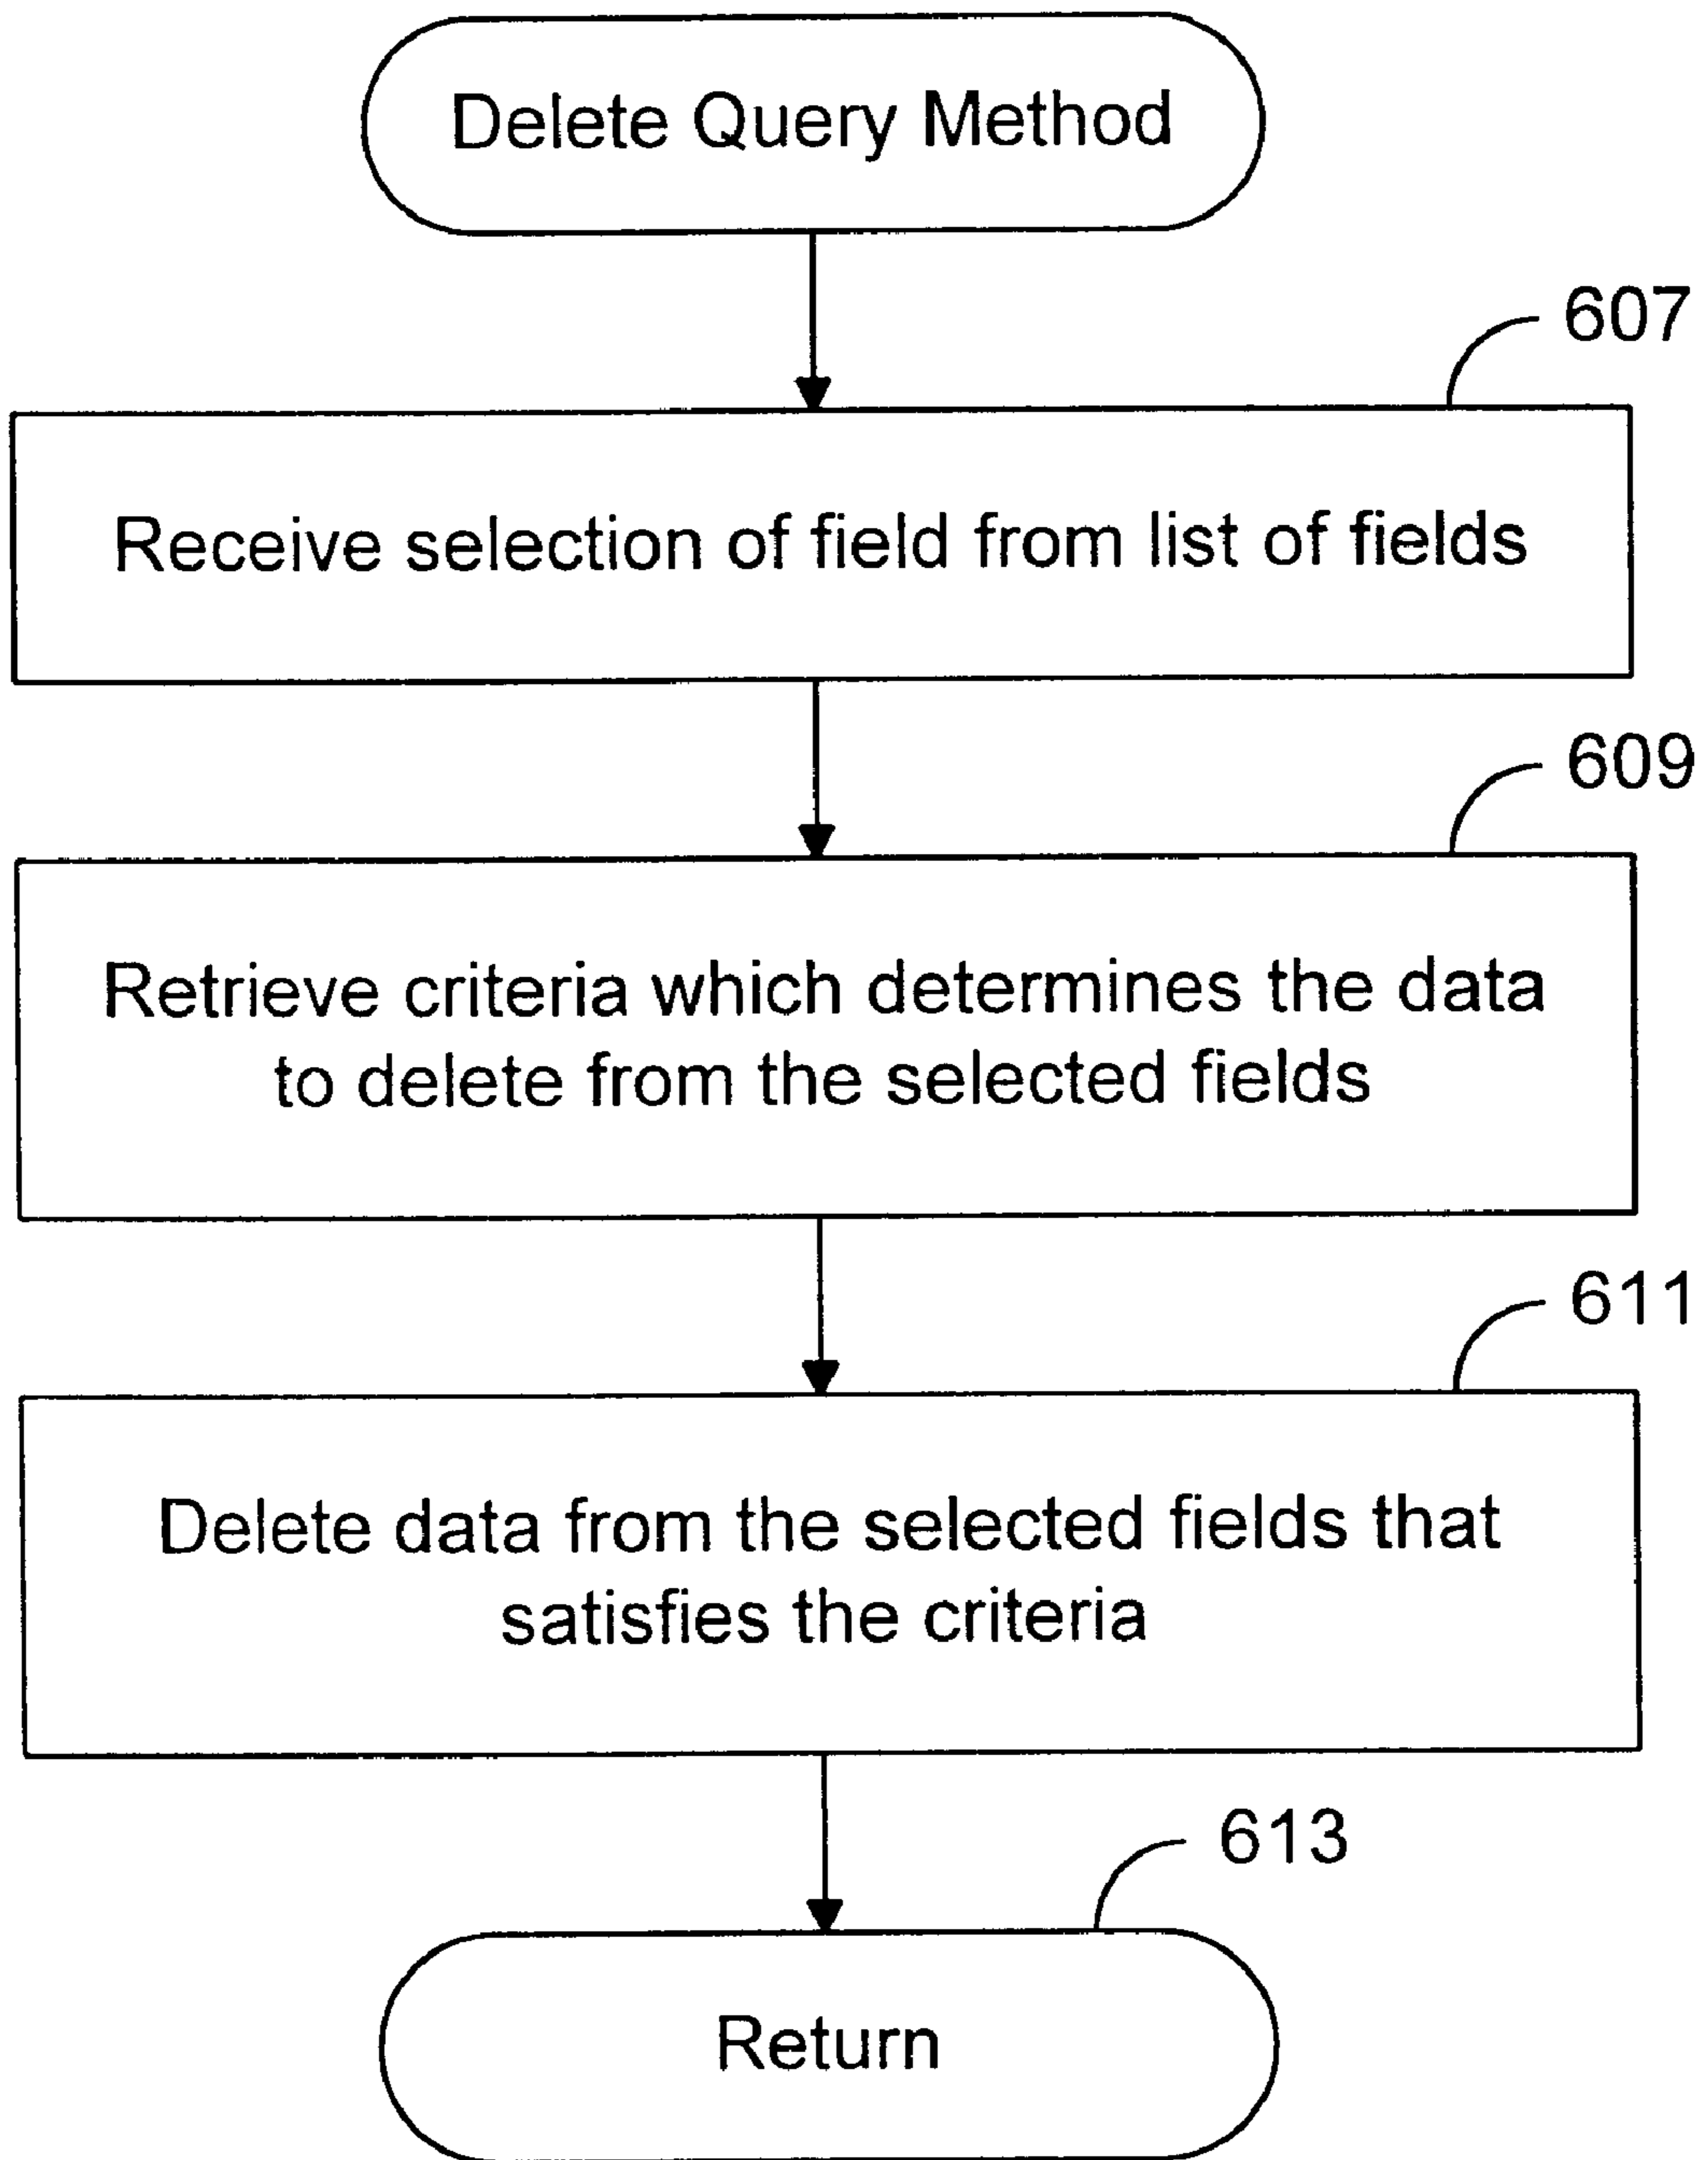 Delete Query Method
607
Receive selection of field from list of fields
609
Retrieve criteria which determines the data
to delete from the selected fields
611
Delete data from the selected fields that
satisfies the criteria
613
Return